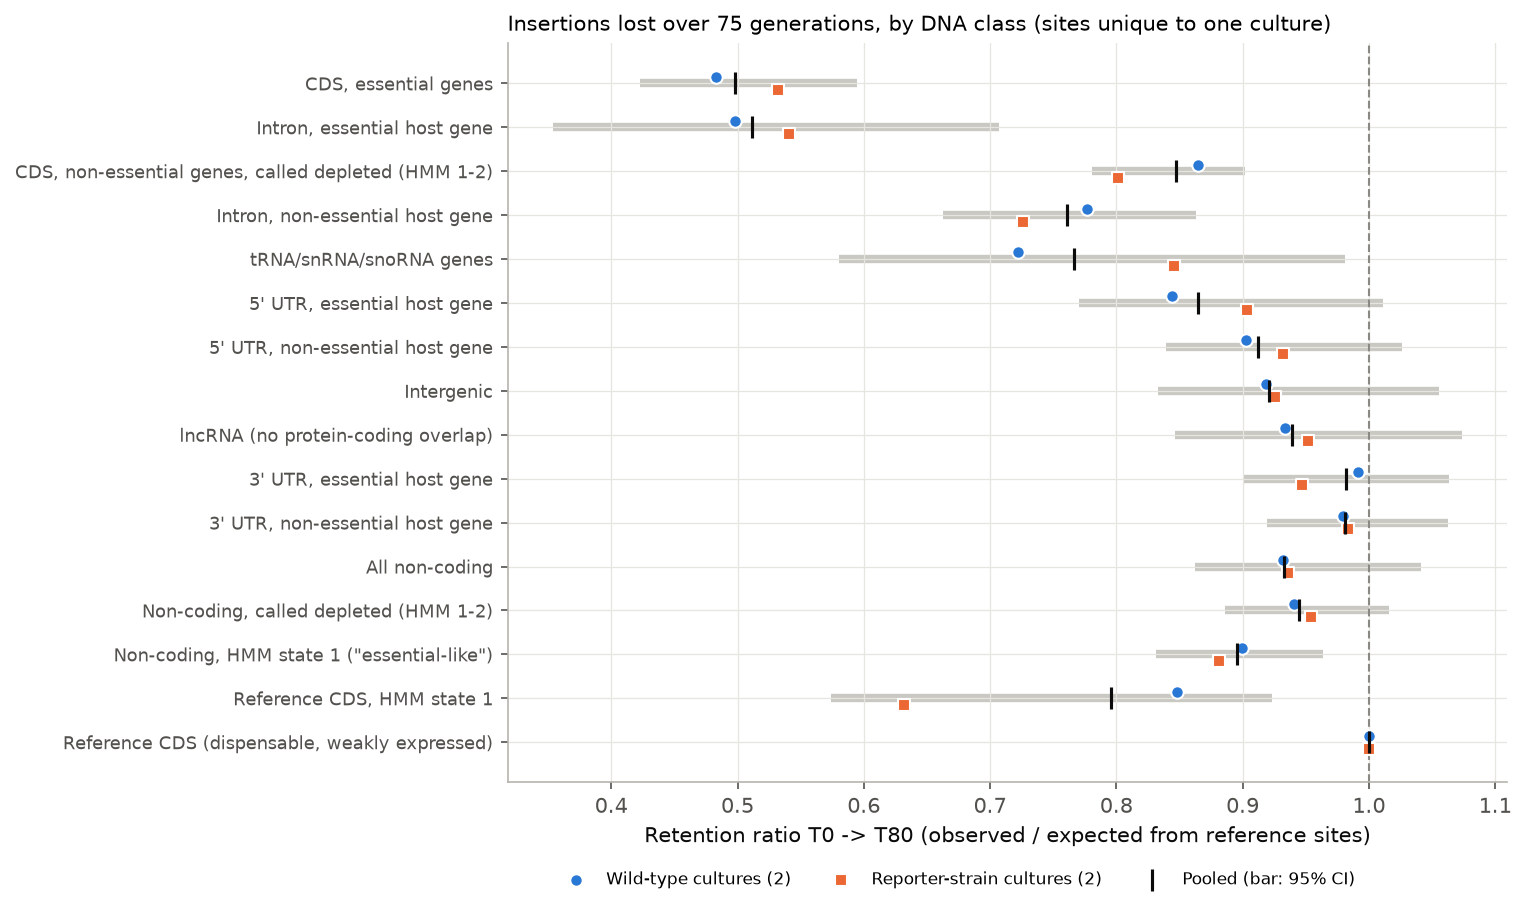 Insertions lost over 75 generations, by DNA class (sites unique to one culture)
CDS, essential genes
Intron, essential host gene
CDS, non-essential genes, called depleted (HMM 1-2)
Intron, non-essential host gene
tRNA/snRNA/snoRNA genes
5' UTR, essential host gene
5' UTR, non-essential host gene
Intergenic
lncRNA (no protein-coding overlap)
3' UTR, essential host gene
3' UTR, non-essential host gene
All non-coding
Non-coding, called depleted (HMM 1-2)
Non-coding, HMM state 1 ("essential-like")
Reference CDS, HMM state 1
Reference CDS (dispensable, weakly expressed)
0.4 0.5 0.6 0.7 0.8 0.9 1.0 1.1
Retention ratio T0 -> T80 (observed / expected from reference sites)
Wild-type cultures (2) Reporter-strain cultures (2) Pooled (bar: 95% CI)